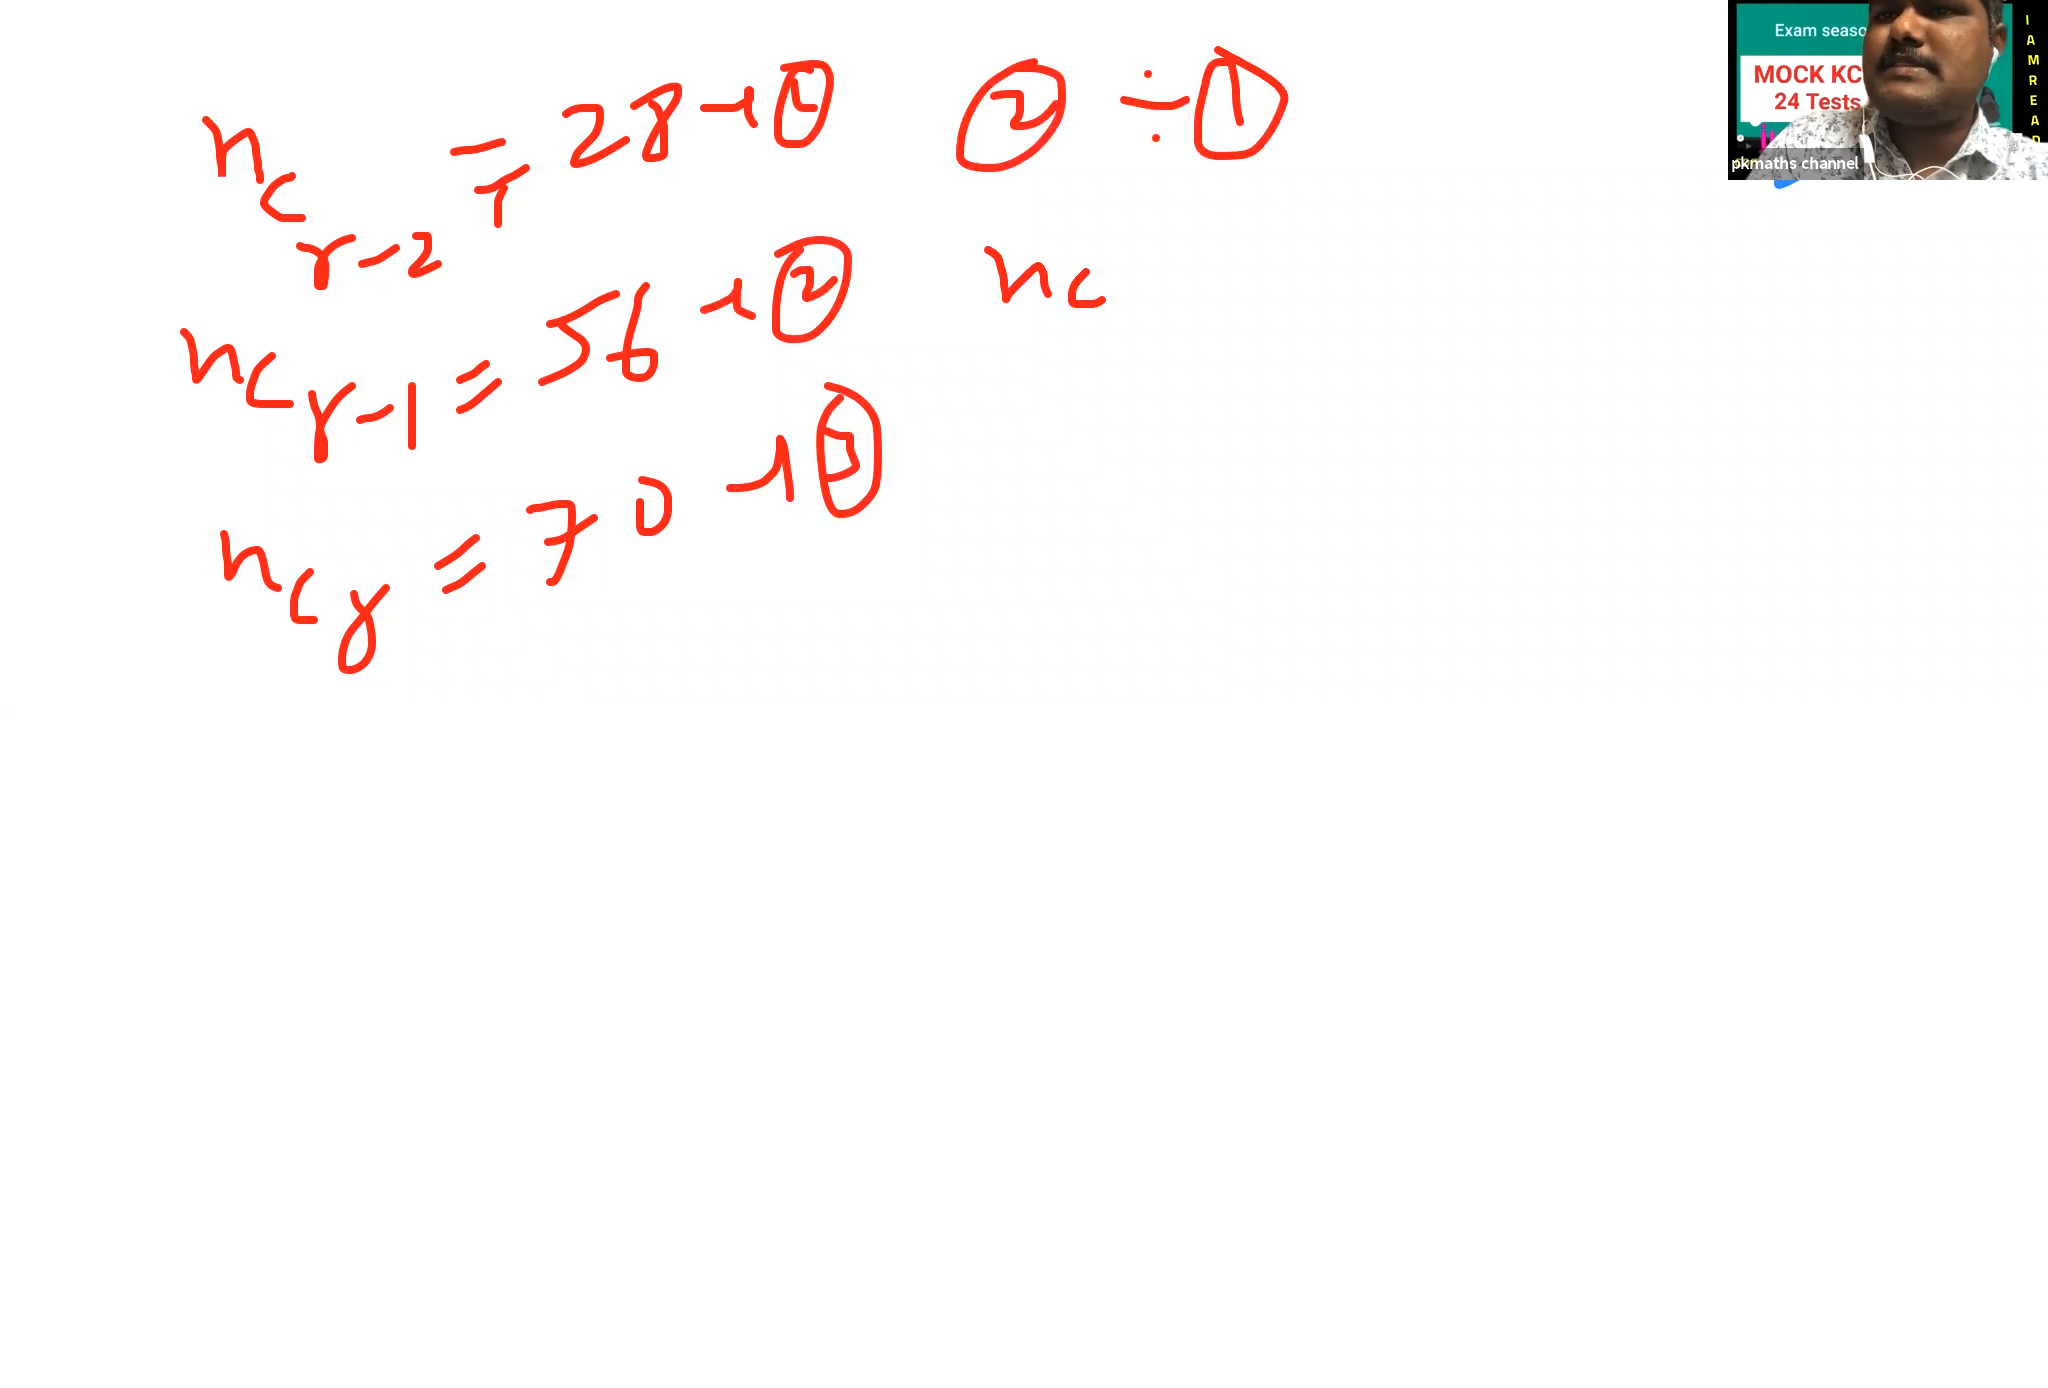 nCr-2 = 28 → ①
② ÷ ①
nCr-1 = 56 → ②
nC
nCr = 70 → ③
Exam seaso
MOCK KC
24 Tests
pkmaths channel
I
A
M
R
E
A
D